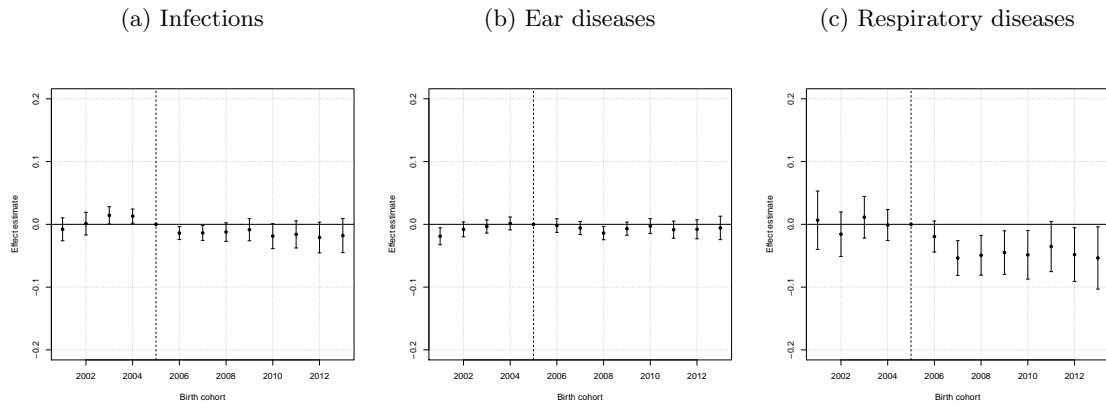 (a) Infections
(b) Ear diseases
(c) Respiratory diseases
Effect estimate
0.2
0.1
0.0
−0.1
−0.2
2002 2004 2006 2008 2010 2012
Birth cohort
Effect estimate
0.2
0.1
0.0
−0.1
−0.2
2002 2004 2006 2008 2010 2012
Birth cohort
Effect estimate
0.2
0.1
0.0
−0.1
−0.2
2002 2004 2006 2008 2010 2012
Birth cohort